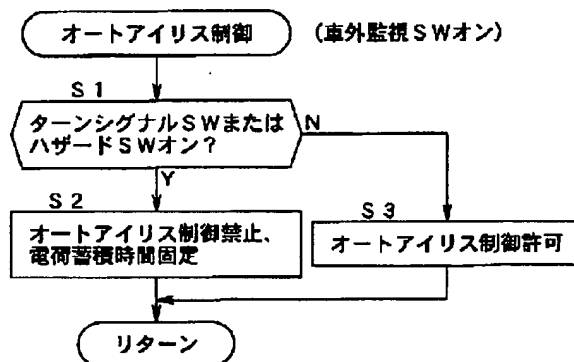 オートアイリス制御
(車外監視SWオン)
S1
ターンシグナルSWまたは
ハザードSWオン?
N
Y
S2
オートアイリス制御禁止、
電荷蓄積時間固定
S3
オートアイリス制御許可
リターン